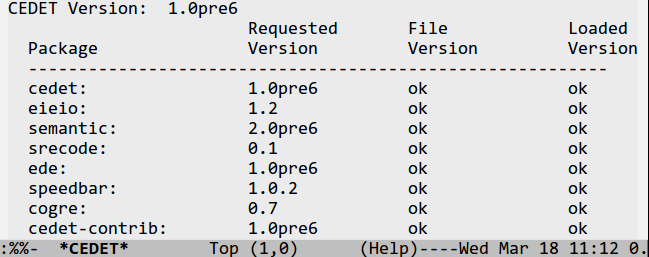 CEDET Version:  1.0pre6
                        Requested       File            Loaded
  Package               Version         Version         Version
  ----------------------------------------------------------
  cedet:                1.0pre6         ok              ok
  eieio:                1.2             ok              ok
  semantic:             2.0pre6         ok              ok
  srecode:              0.1             ok              ok
  ede:                  1.0pre6         ok              ok
  speedbar:             1.0.2           ok              ok
  cogre:                0.7             ok              ok
  cedet-contrib:        1.0pre6         ok              ok
:%%-  *CEDET*        Top (1,0)      (Help)----Wed Mar 18 11:12 0.